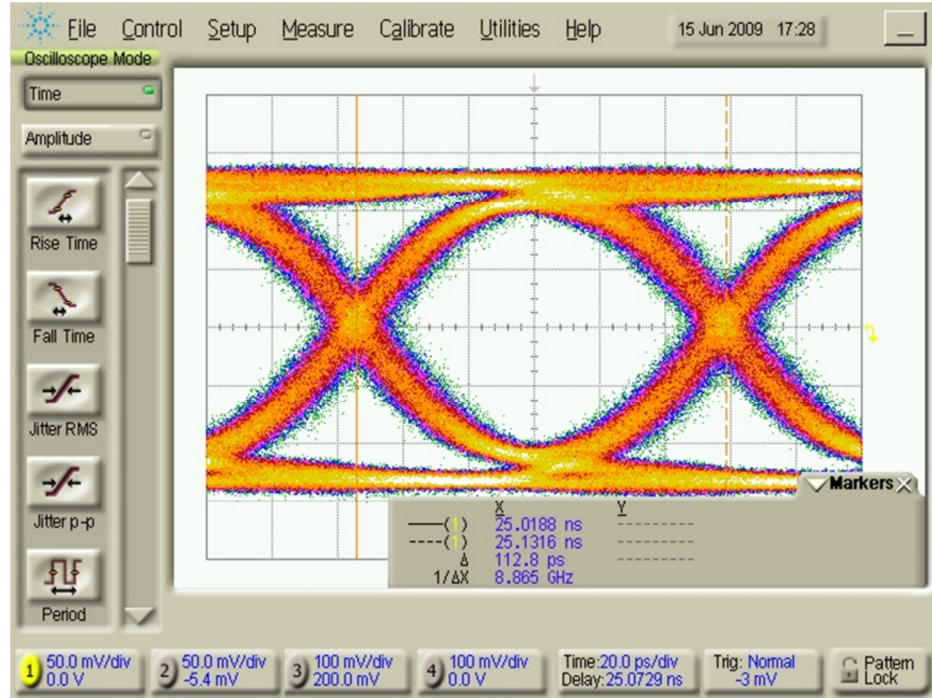 File Control Setup Measure Calibrate Utilities Help 15 Jun 2009 17:28
Oscilloscope Mode
Time
Amplitude
Rise Time
Fall Time
Jitter RMS
Jitter p-p
Period
Markers
X Y
(1) 25.0188 ns
(1) 25.1316 ns
Δ 112.8 ps
1/ΔX 8.865 GHz
1 50.0 mV/div
0.0 V
2 50.0 mV/div
-5.4 mV
3 100 mV/div
200.0 mV
4 100 mV/div
0.0 V
Time:20.0 ps/div
Delay:25.0729 ns
Trig: Normal
-3 mV
Pattern
Lock